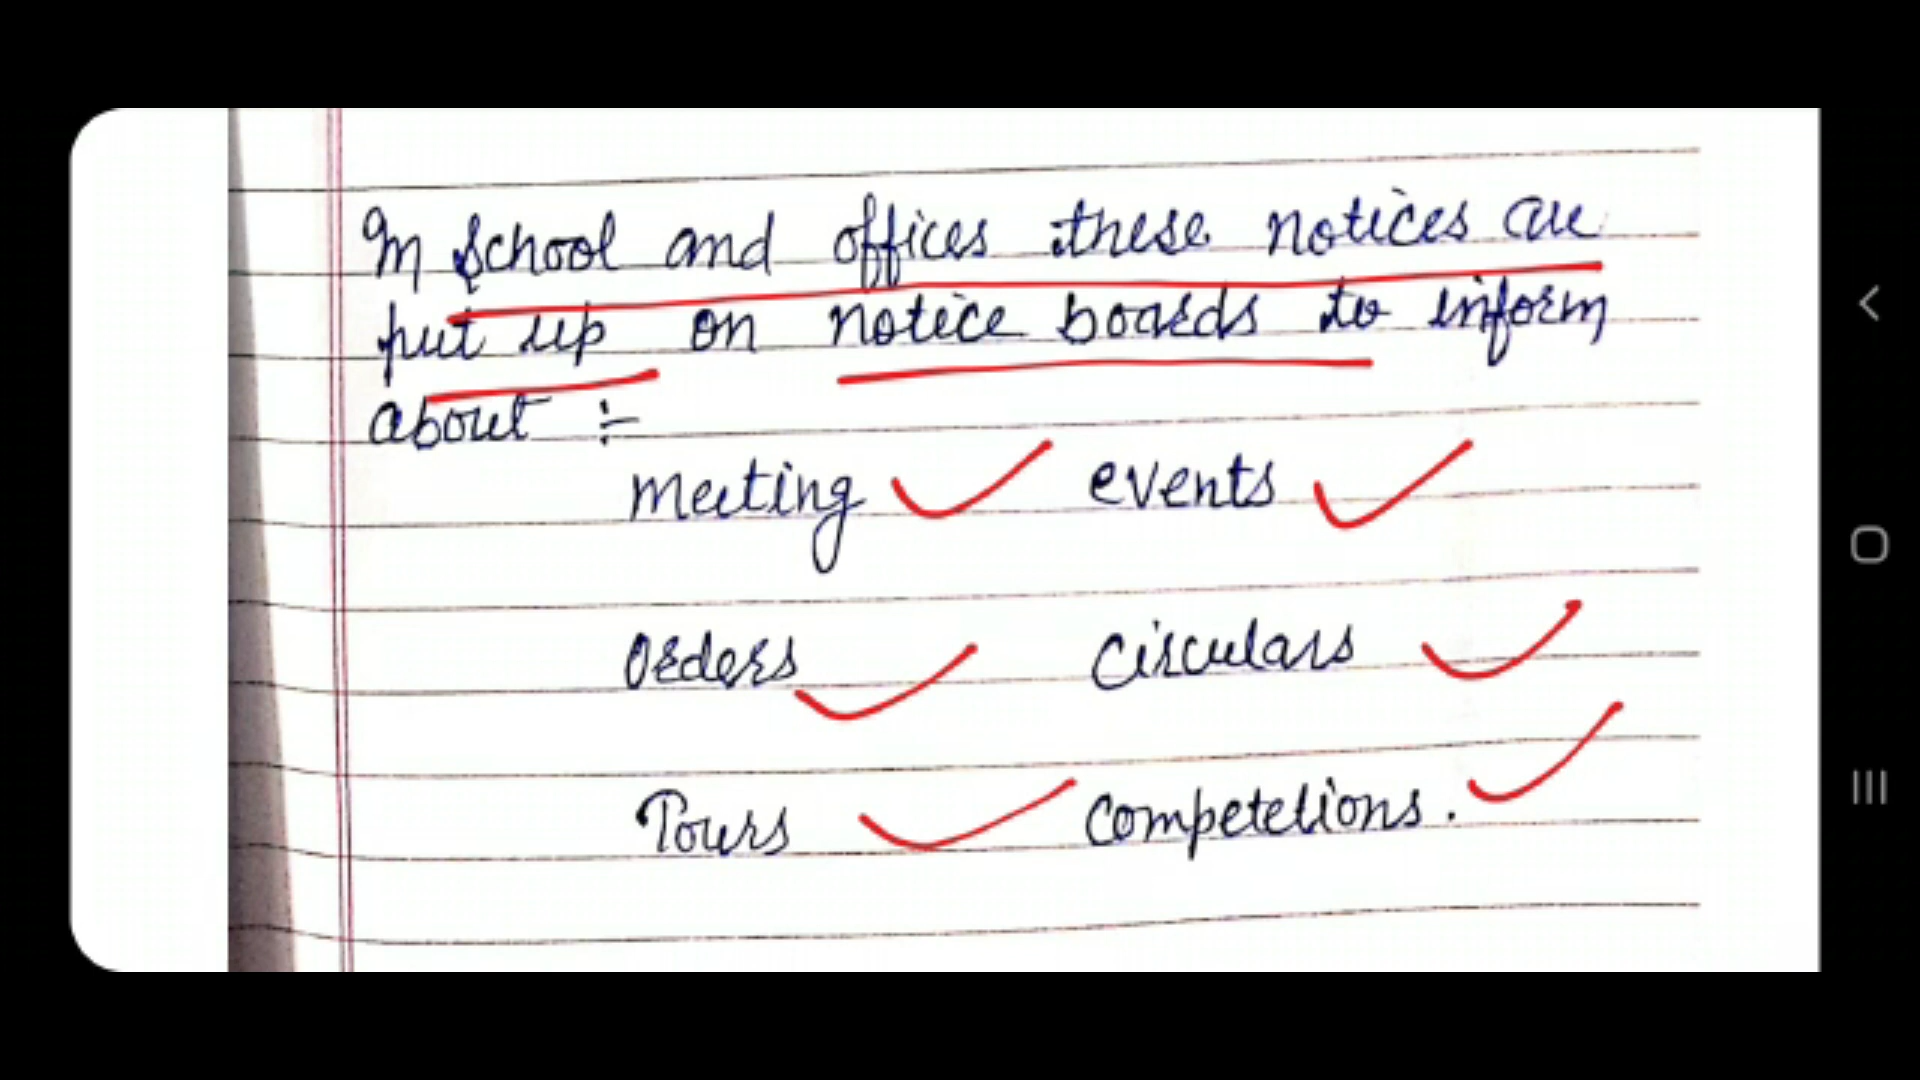 In School and offices these notices are
put up on notice boards to inform
about :-
meeting events
Orders Circulars
Tours Competetions.